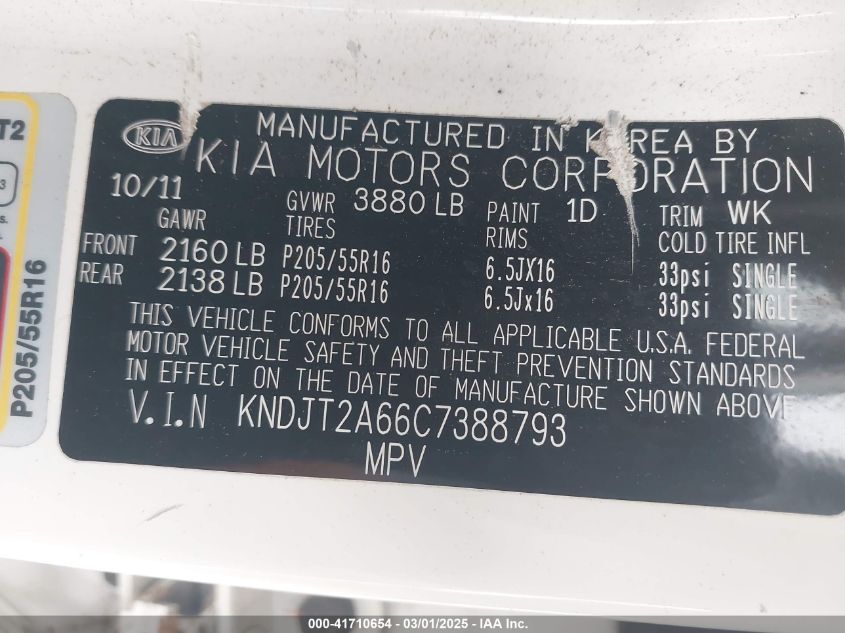 KIA
MANUFACTURED IN K REA BY
KIA MOTORS CORPORATION
10/11
GVWR 3880 LB PAINT 1D TRIM WK
GAWR TIRES RIMS COLD TIRE INFL
FRONT 2160 LB P205/55R16 6.5JX16 33psi SINGLE
REAR 2138 LB P205/55R16 6.5Jx16 33psi SINGLE
THIS VEHICLE CONFORMS TO ALL APPLICABLE U.S.A. FEDERAL
MOTOR VEHICLE SAFETY AND THEFT PREVENTION STANDARDS
IN EFFECT ON THE DATE OF MANUFACTURE SHOWN ABOVE
V.I.N KNDJT2A66C7388793
MPV
T2
3
s.
P205/55R16
000-41710654 - 03/01/2025 - IAA Inc.